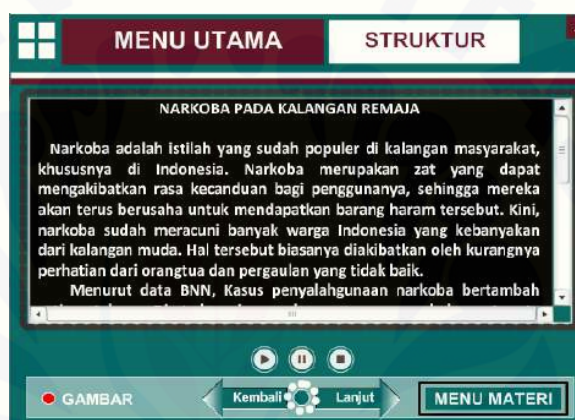 MENU UTAMA
STRUKTUR
NARKOBA PADA KALANGAN REMAJA
Narkoba adalah istilah yang sudah populer di kalangan masyarakat,
khususnya di Indonesia. Narkoba merupakan zat yang dapat
mengakibatkan rasa kecanduan bagi penggunanya, sehingga mereka
akan terus berusaha untuk mendapatkan barang haram tersebut. Kini,
narkoba sudah meracuni banyak warga Indonesia yang kebanyakan
dari kalangan muda. Hal tersebut biasanya diakibatkan oleh kurangnya
perhatian dari orangtua dan pergaulan yang tidak baik.
Menurut data BNN, Kasus penyalahgunaan narkoba bertambah
GAMBAR
Kembali
Lanjut
MENU MATERI